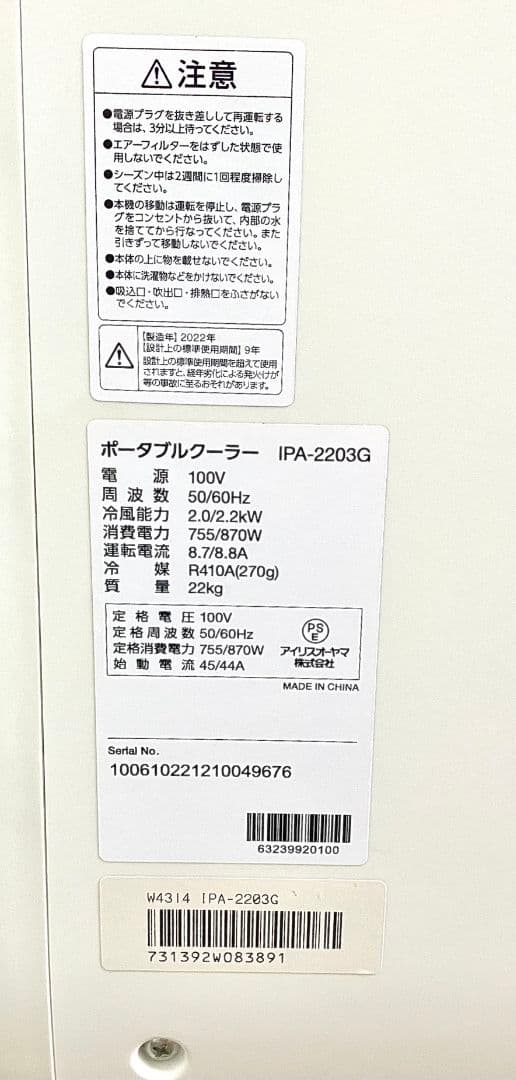 注意
●電源プラグを抜き差しして再運転する
場合は、3分以上待ってください。
●エアーフィルターをはずした状態で使
用しないでください。
●シーズン中は2週間に1回程度掃除し
てください。
●本機の移動は運転を停止し、電源プラ
グをコンセントから抜いて、内部の水
を捨ててから行なってください。また
引きずって移動しないでください。
●本体の上に物を載せないでください。
●本体に洗濯物などをかけないでください。
●吸込口・吹出口・排熱口をふさがない
でください。
【製造年】2022年
【設計上の標準使用期間】9年
設計上の標準使用期間を超えて使用
されますと、経年劣化による発火けが
等の事故に至るおそれがあります。
ポータブルクーラー IPA-2203G
電源 100V
周波数 50/60Hz
冷風能力 2.0/2.2kW
消費電力 755/870W
運転電流 8.7/8.8A
冷媒 R410A(270g)
質量 22kg
定格電圧 100V
定格周波数 50/60Hz
定格消費電力 755/870W
始動電流 45/44A
PS
E
アイリスオーヤマ
株式会社
MADE IN CHINA
Serial No.
100610221210049676
63239920100
W4314 IPA-2203G
731392W083891